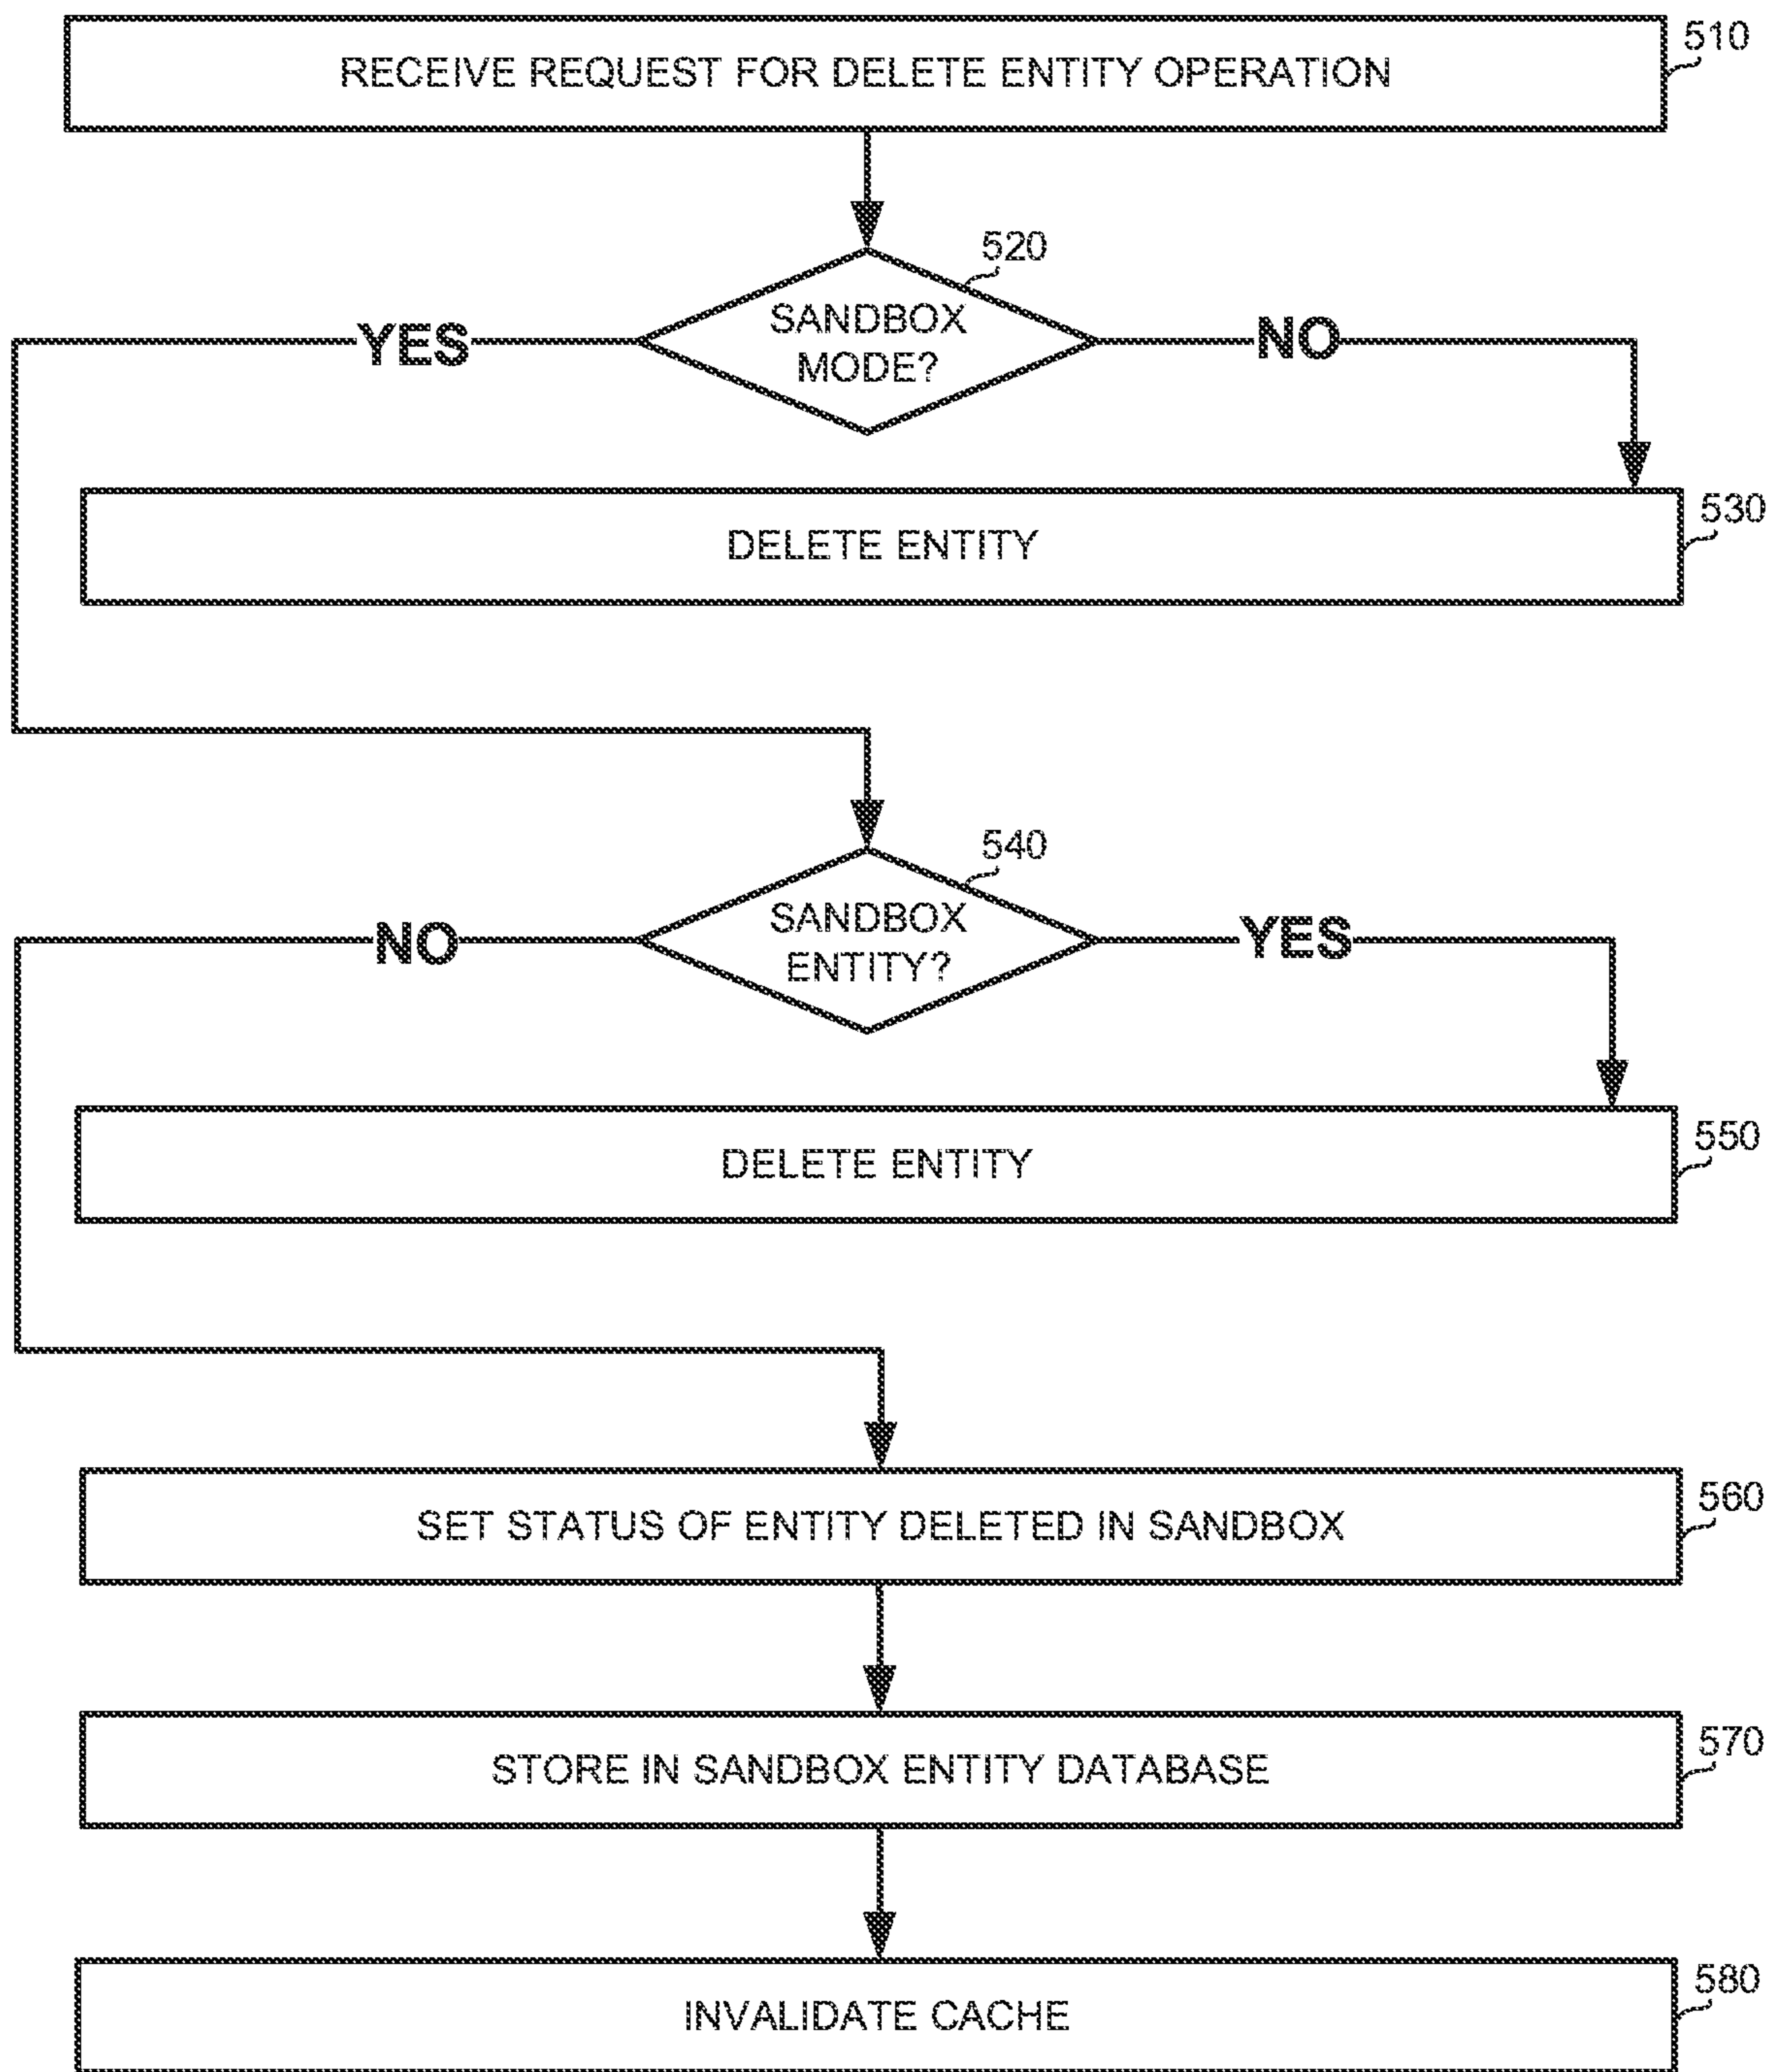 RECEIVE REQUEST FOR DELETE ENTITY OPERATION
510
520
SANDBOX
MODE?
YES
NO
530
DELETE ENTITY
540
SANDBOX
ENTITY?
NO
YES
550
DELETE ENTITY
560
SET STATUS OF ENTITY DELETED IN SANDBOX
570
STORE IN SANDBOX ENTITY DATABASE
580
INVALIDATE CACHE